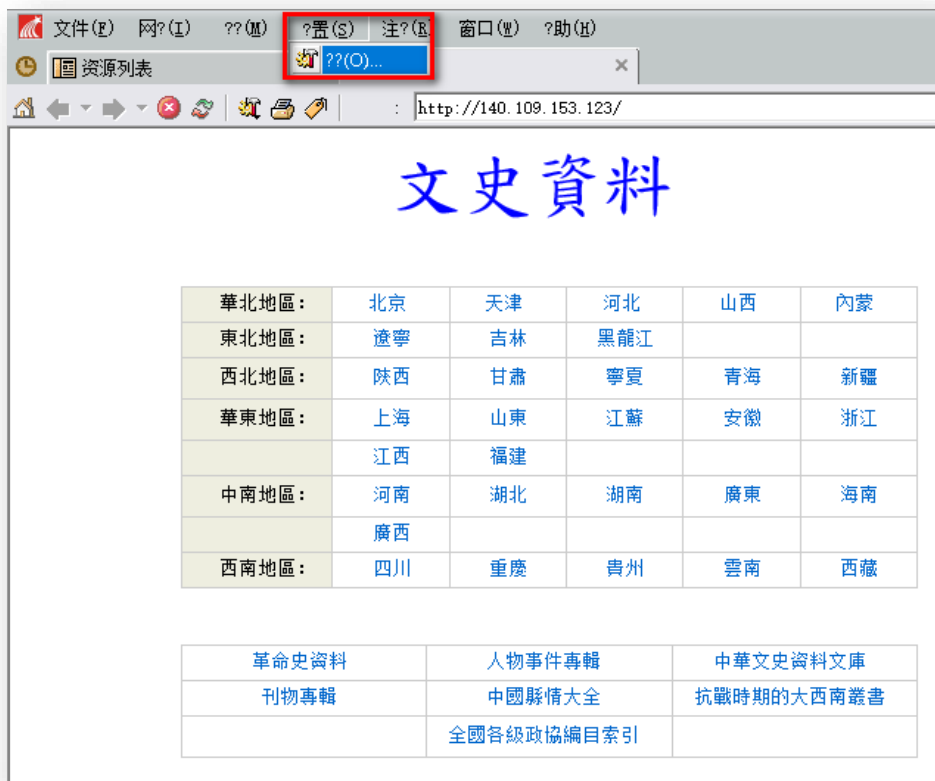 文件(F) 网?(I) ??(M) ?置(S) 注?(R) 窗口(W) ?助(H)
资源列表
??(O)...
: http://140.109.153.123/
文史資料
華北地區: 北京 天津 河北 山西 內蒙
東北地區: 遼寧 吉林 黑龍江
西北地區: 陝西 甘肅 寧夏 青海 新疆
華東地區: 上海 山東 江蘇 安徽 浙江
江西 福建
中南地區: 河南 湖北 湖南 廣東 海南
廣西
西南地區: 四川 重慶 貴州 雲南 西藏
革命史資料 人物事件專輯 中華文史資料文庫
刊物專輯 中國縣情大全 抗戰時期的大西南叢書
全國各級政協編目索引